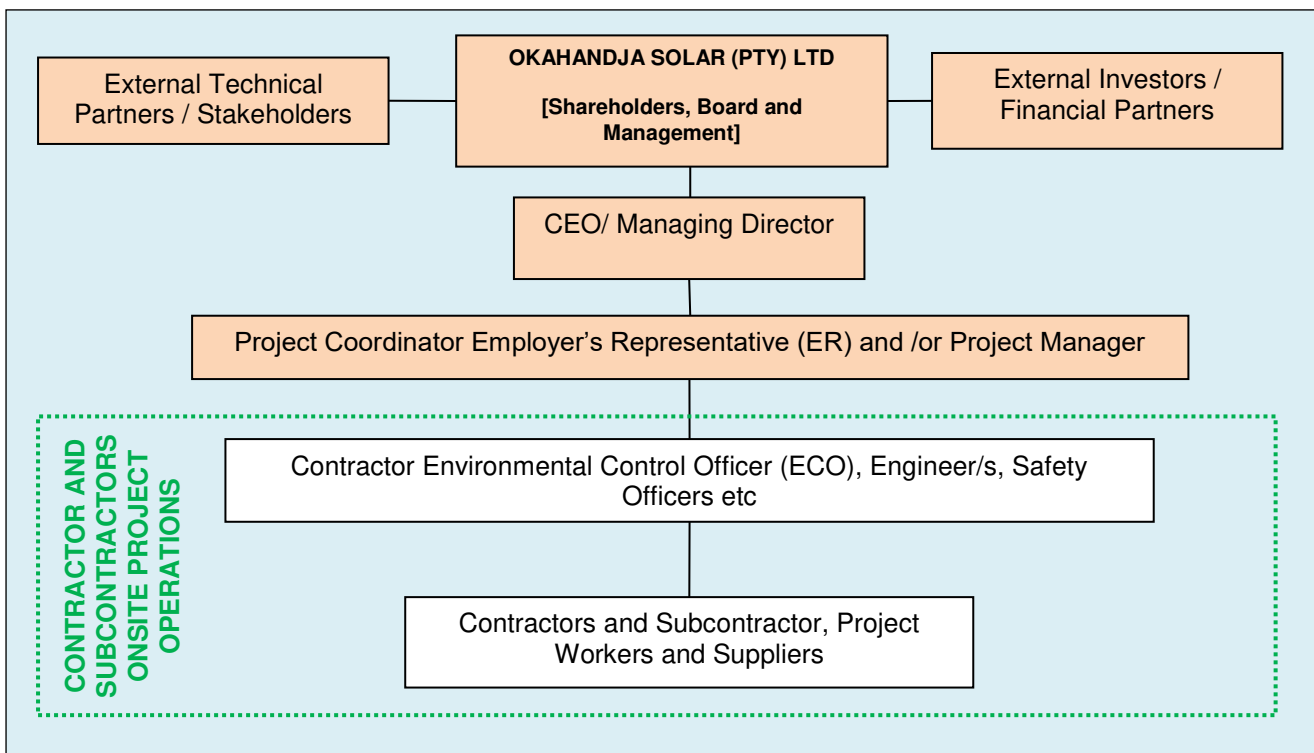 External Technical
Partners / Stakeholders
OKAHANDJA SOLAR (PTY) LTD
[Shareholders, Board and
Management]
External Investors /
Financial Partners
CEO/ Managing Director
Project Coordinator Employer’s Representative (ER) and /or Project Manager
CONTRACTOR AND
SUBCONTRACTORS
ONSITE PROJECT
OPERATIONS
Contractor Environmental Control Officer (ECO), Engineer/s, Safety
Officers etc
Contractors and Subcontractor, Project
Workers and Suppliers